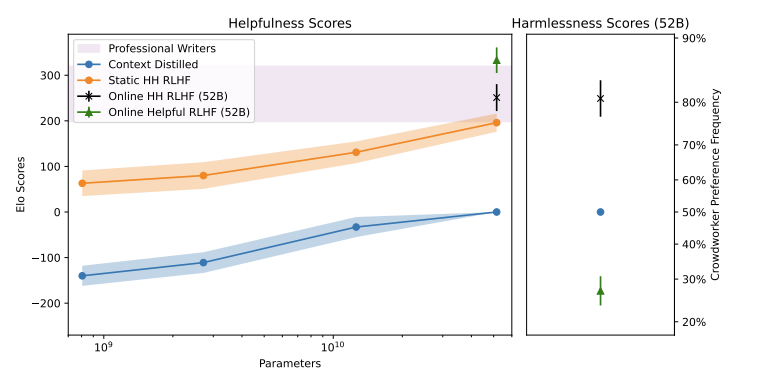 Helpfulness Scores
Harmlessness Scores (52B)
Professional Writers
Context Distilled
Static HH RLHF
Online HH RLHF (52B)
Online Helpful RLHF (52B)
Elo Scores
300
200
100
0
−100
−200
10⁹
10¹⁰
Parameters
90%
80%
70%
60%
50%
40%
30%
20%
Crowdworker Preference Frequency